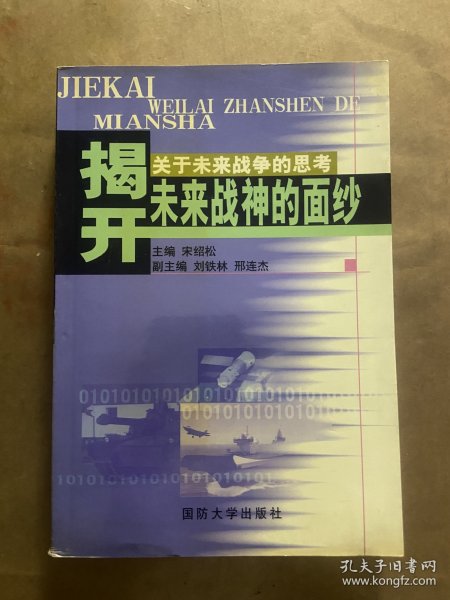 JIEKAI
WEILAI ZHANSHEN DE
MIANSHA
揭开
关于未来战争的思考
未来战神的面纱
主编 宋绍松
副主编 刘铁林 邢连杰
010101010101010101010101
10101010101010
国防大学出版社
孔夫子旧书网
www.kongfz.com